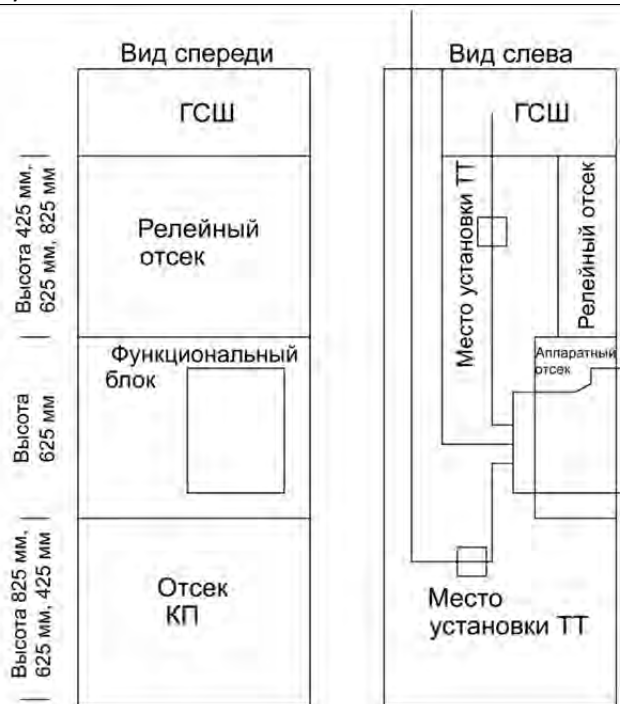 Вид спереди
Вид слева
ГСШ
ГСШ
Высота 425 мм,
625 мм, 825 мм
Релейный
отсек
Место установки ТТ
Релейный отсек
Высота
625 мм
Функциональный
блок
Аппаратный
отсек
Высота 825 мм,
625 мм, 425 мм
Отсек
КП
Место
установки ТТ